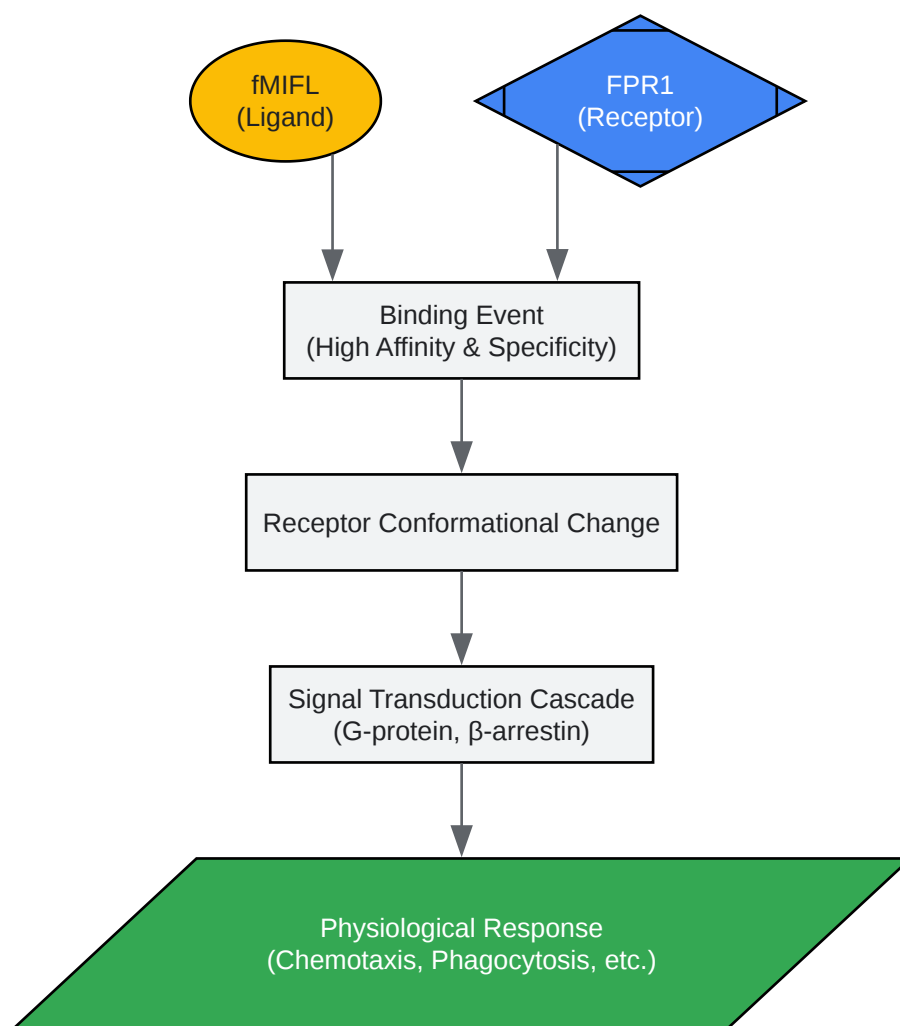 fMIFL
(Ligand)
FPR1
(Receptor)
Binding Event
(High Affinity & Specificity)
Receptor Conformational Change
Signal Transduction Cascade
(G-protein, β-arrestin)
Physiological Response
(Chemotaxis, Phagocytosis, etc.)